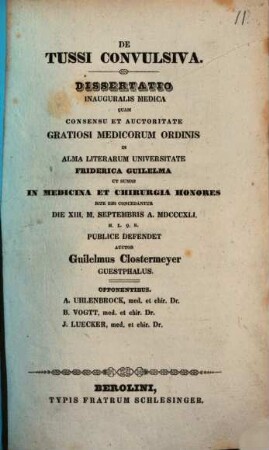 11.
DE
TUSSI CONVULSIVA.
DISSERTATIO
INAUGURALIS MEDICA
QUAM
CONSENSU ET AUCTORITATE
GRATIOSI MEDICORUM ORDINIS
IN
ALMA LITERARUM UNIVERSITATE
FRIDERICA GUILELMA
UT SUMMI
IN MEDICINA ET CHIRURGIA HONORES
RITE SIBI CONCEDANTUR
DIE XIII. M. SEPTEMBRIS A. MDCCCXLI.
H. L. Q. S.
PUBLICE DEFENDET
AUCTOR
Guilelmus Clostermeyer
GUESTPHALUS.
OPPONENTIBUS.
A. UHLENBROCK, med. et chir. Dr.
B. VOGTT, med. et chir. Dr.
J. LUECKER, med. et chir. Dr.
BEROLINI,
TYPIS FRATRUM SCHLESINGER.